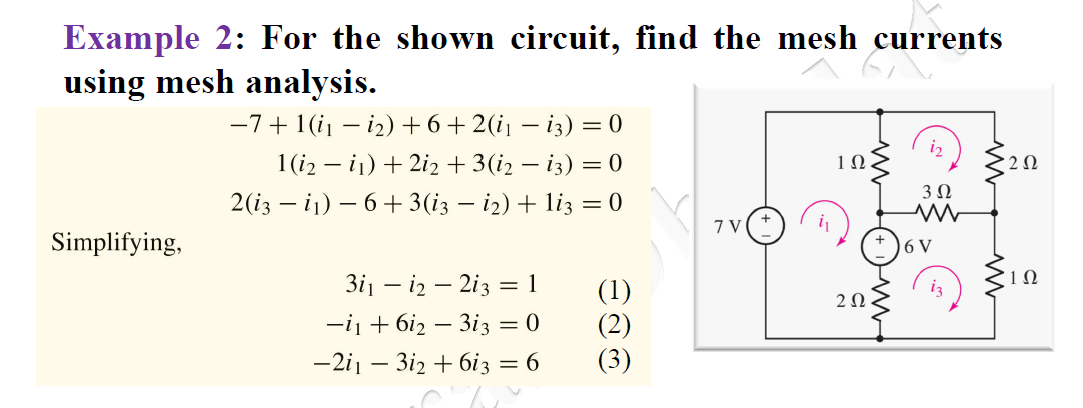 Example 2: For the shown circuit, find the mesh currents
using mesh analysis.
−7 + 1(i₁ − i₂) + 6 + 2(i₁ − i₃) = 0
1(i₂ − i₁) + 2i₂ + 3(i₂ − i₃) = 0
2(i₃ − i₁) − 6 + 3(i₃ − i₂) + 1i₃ = 0
Simplifying,
3i₁ − i₂ − 2i₃ = 1 (1)
−i₁ + 6i₂ − 3i₃ = 0 (2)
−2i₁ − 3i₂ + 6i₃ = 6 (3)
i₂
1 Ω
2 Ω
3 Ω
7 V
+
−
i₁
+
−
6 V
i₃
1 Ω
2 Ω